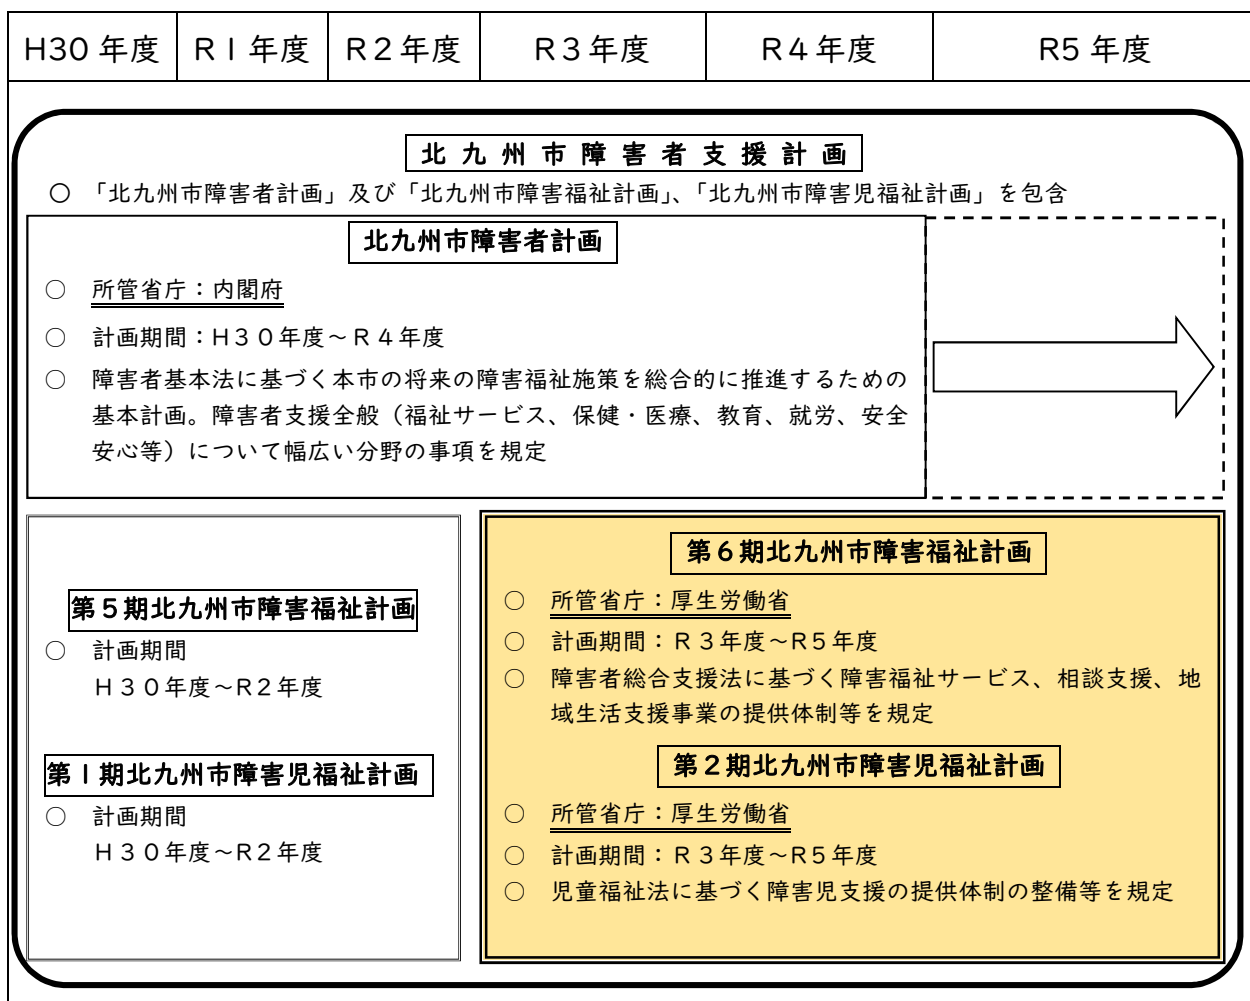 H30年度 RI年度 R2年度 R3年度 R4年度 R5年度
北九州市障害者支援計画
○ 「北九州市障害者計画」及び「北九州市障害福祉計画」、「北九州市障害児福祉計画」を包含
北九州市障害者計画
○ 所管省庁：内閣府
○ 計画期間：H30年度～R4年度
○ 障害者基本法に基づく本市の将来の障害福祉施策を総合的に推進するための
基本計画。障害者支援全般（福祉サービス、保健・医療、教育、就労、安全
安心等）について幅広い分野の事項を規定
第5期北九州市障害福祉計画
○ 計画期間
H30年度～R2年度
第1期北九州市障害児福祉計画
○ 計画期間
H30年度～R2年度
第6期北九州市障害福祉計画
○ 所管省庁：厚生労働省
○ 計画期間：R3年度～R5年度
○ 障害者総合支援法に基づく障害福祉サービス、相談支援、地
域生活支援事業の提供体制等を規定
第2期北九州市障害児福祉計画
○ 所管省庁：厚生労働省
○ 計画期間：R3年度～R5年度
○ 児童福祉法に基づく障害児支援の提供体制の整備等を規定